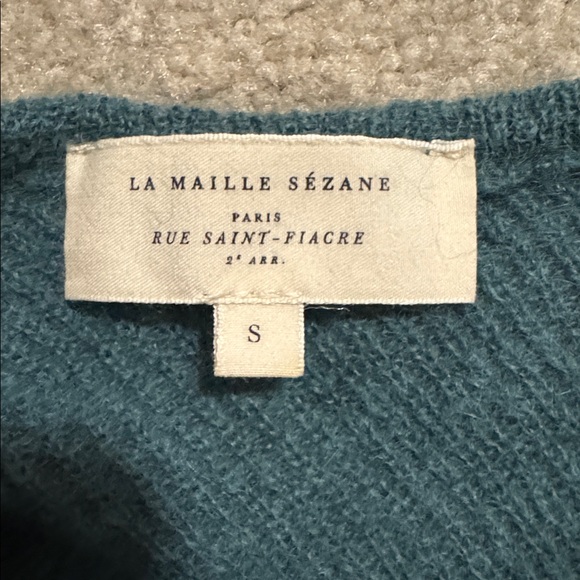 LA MAILLE SÉZANE
PARIS
RUE SAINT-FIACRE
2ᵉ ARR.
S